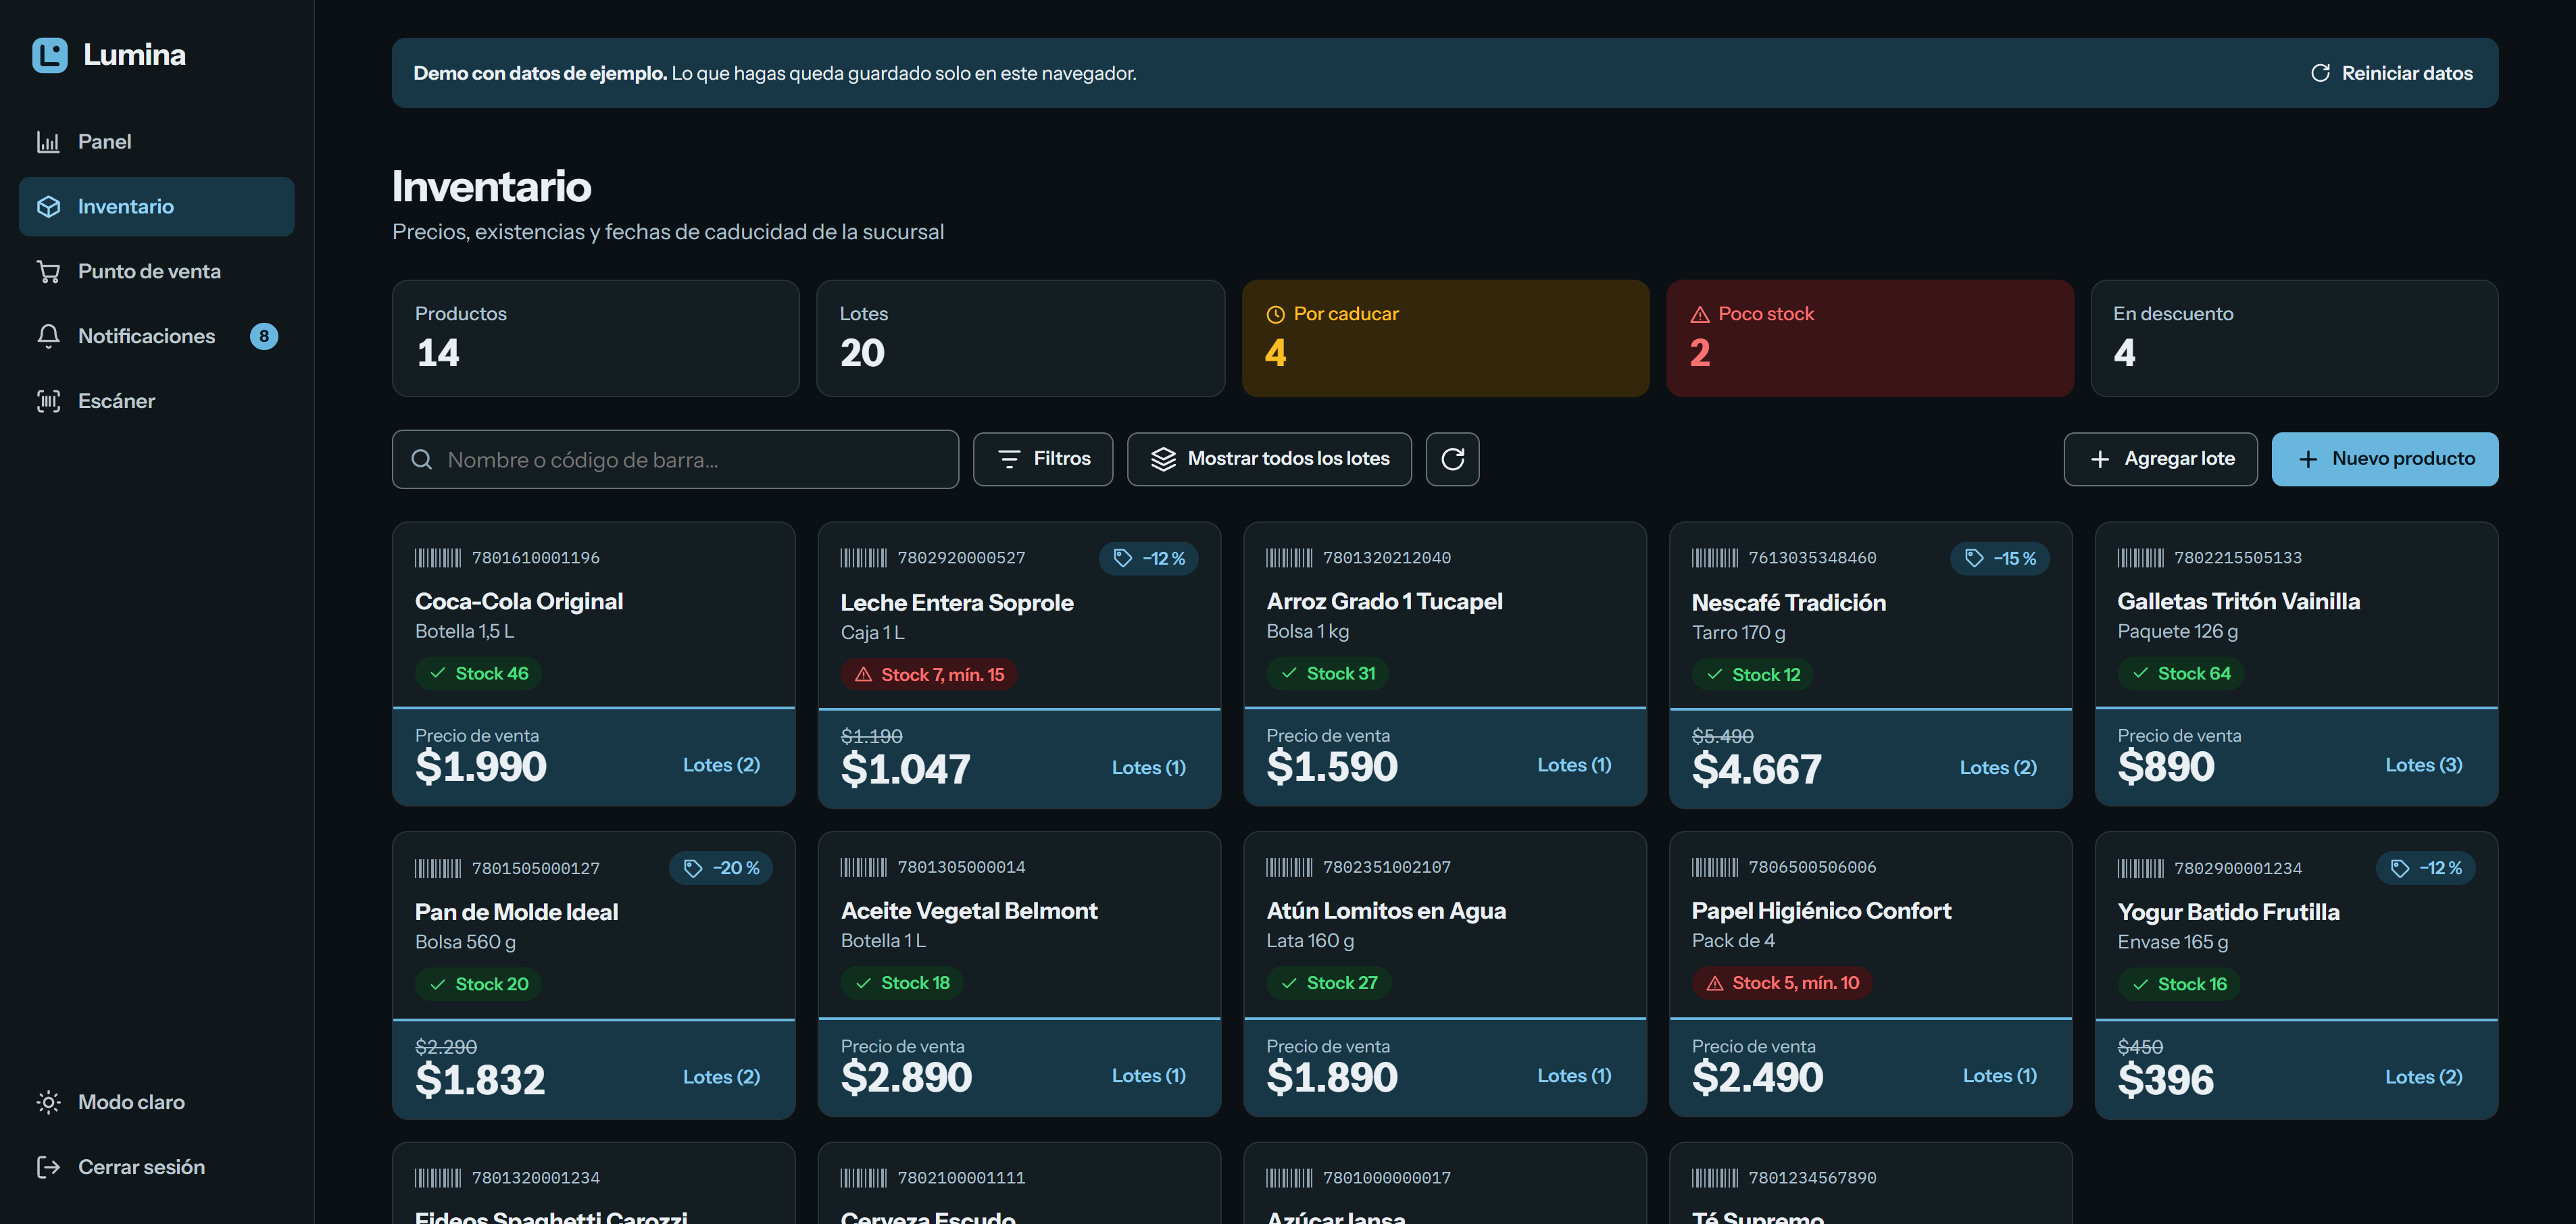 Lumina
Panel
Inventario
Punto de venta
Notificaciones 8
Escáner
Modo claro
Cerrar sesión
Demo con datos de ejemplo. Lo que hagas queda guardado solo en este navegador.
Reiniciar datos
Inventario
Precios, existencias y fechas de caducidad de la sucursal
Productos
14
Lotes
20
Por caducar
4
Poco stock
2
En descuento
4
Nombre o código de barra...
Filtros
Mostrar todos los lotes
Agregar lote
Nuevo producto
7801610001196
Coca-Cola Original
Botella 1,5 L
Stock 46
Precio de venta
$1.990
Lotes (2)
7802920000527
−12 %
Leche Entera Soprole
Caja 1 L
Stock 7, mín. 15
$1.190
$1.047
Lotes (1)
7801320212040
Arroz Grado 1 Tucapel
Bolsa 1 kg
Stock 31
Precio de venta
$1.590
Lotes (1)
7613035348460
−15 %
Nescafé Tradición
Tarro 170 g
Stock 12
$5.490
$4.667
Lotes (2)
7802215505133
Galletas Tritón Vainilla
Paquete 126 g
Stock 64
Precio de venta
$890
Lotes (3)
7801505000127
−20 %
Pan de Molde Ideal
Bolsa 560 g
Stock 20
$2.290
$1.832
Lotes (2)
7801305000014
Aceite Vegetal Belmont
Botella 1 L
Stock 18
Precio de venta
$2.890
Lotes (1)
7802351002107
Atún Lomitos en Agua
Lata 160 g
Stock 27
Precio de venta
$1.890
Lotes (1)
7806500506006
Papel Higiénico Confort
Pack de 4
Stock 5, mín. 10
Precio de venta
$2.490
Lotes (1)
7802900001234
−12 %
Yogur Batido Frutilla
Envase 165 g
Stock 16
$450
$396
Lotes (2)
7801320001234
Fideos Spaghetti Carozzi
7802100001111
Cerveza Escudo
7801000000017
Azúcar Iansa
7801234567890
Té Supremo